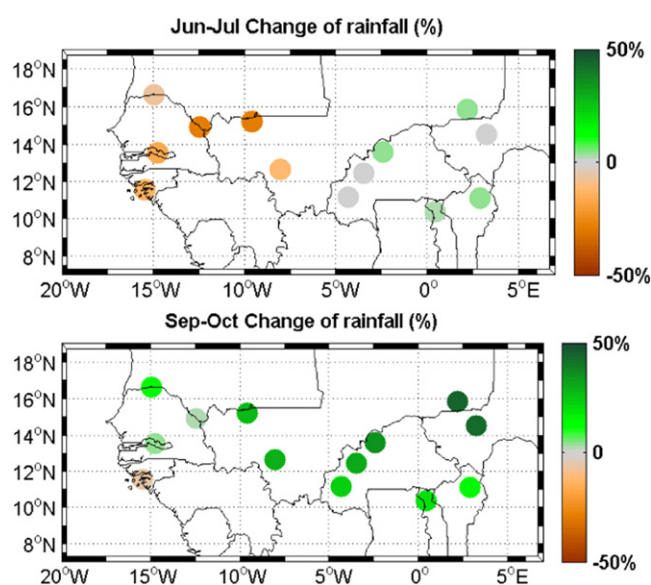 Jun-Jul Change of rainfall (%)
18°N
16°N
14°N
12°N
10°N
8°N
20°W 15°W 10°W 5°W 0° 5°E
50%
0
-50%
Sep-Oct Change of rainfall (%)
18°N
16°N
14°N
12°N
10°N
8°N
20°W 15°W 10°W 5°W 0° 5°E
50%
0
-50%